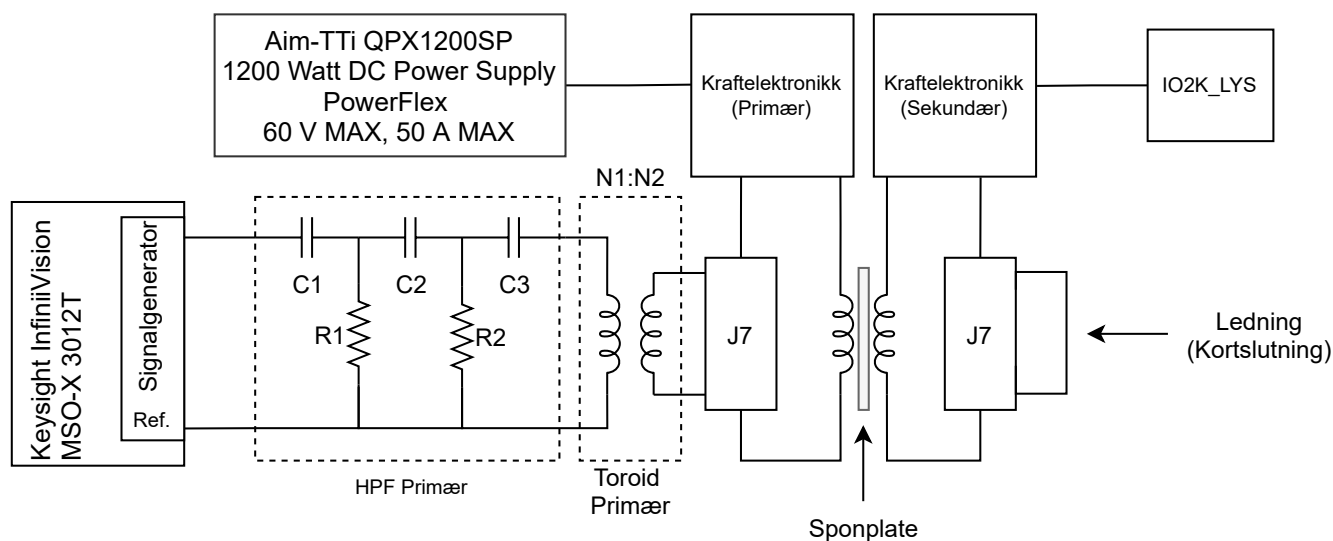 Aim-TTi QPX1200SP
1200 Watt DC Power Supply
PowerFlex
60 V MAX, 50 A MAX
Kraftelektronikk
(Primær)
Kraftelektronikk
(Sekundær)
IO2K_LYS
Keysight InfiniiVision
MSO-X 3012T
Signalgenerator
Ref.
C1
C2
C3
R1
R2
HPF Primær
N1:N2
Toroid
Primær
J7
J7
Ledning
(Kortslutning)
Sponplate